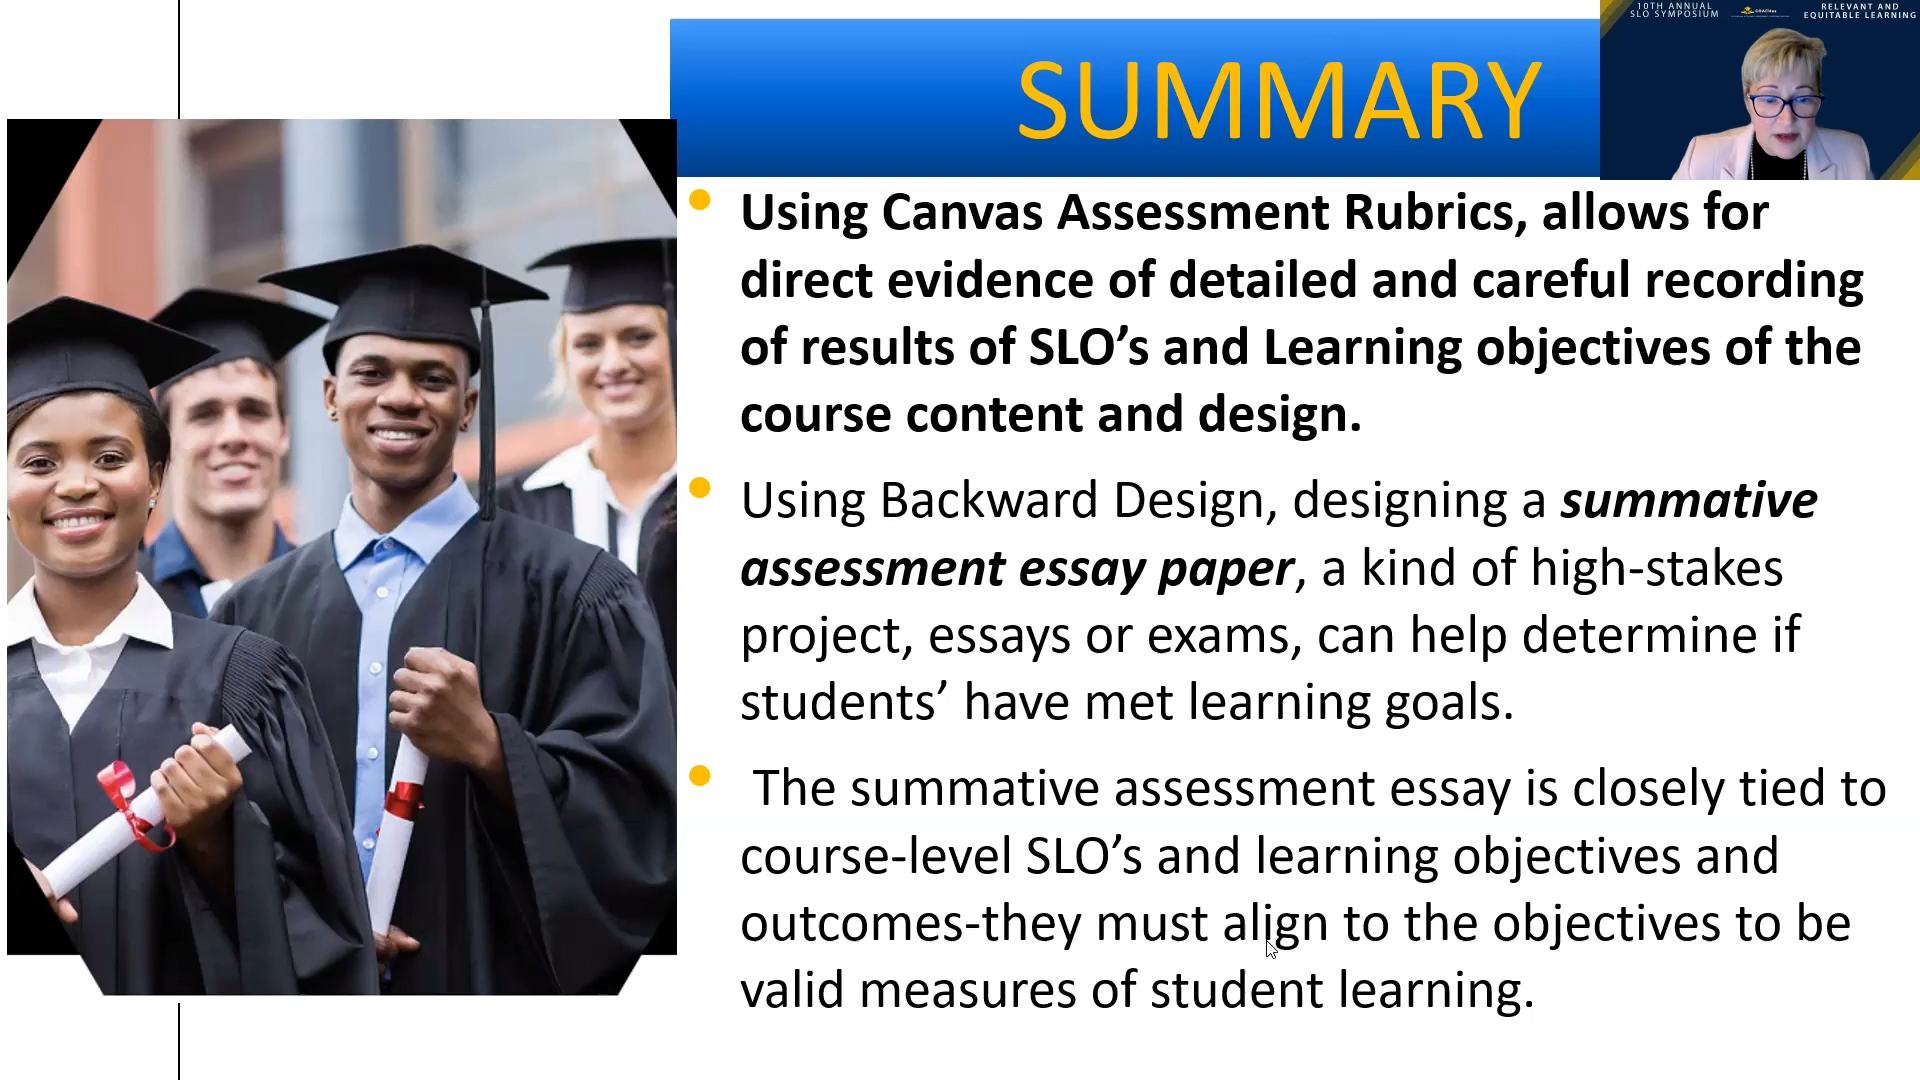 10TH ANNUAL
SLO SYMPOSIUM
COACHes
RELEVANT AND
EQUITABLE LEARNING
SUMMARY
Using Canvas Assessment Rubrics, allows for
direct evidence of detailed and careful recording
of results of SLO’s and Learning objectives of the
course content and design.
Using Backward Design, designing a summative
assessment essay paper, a kind of high-stakes
project, essays or exams, can help determine if
students’ have met learning goals.
The summative assessment essay is closely tied to
course-level SLO’s and learning objectives and
outcomes-they must align to the objectives to be
valid measures of student learning.